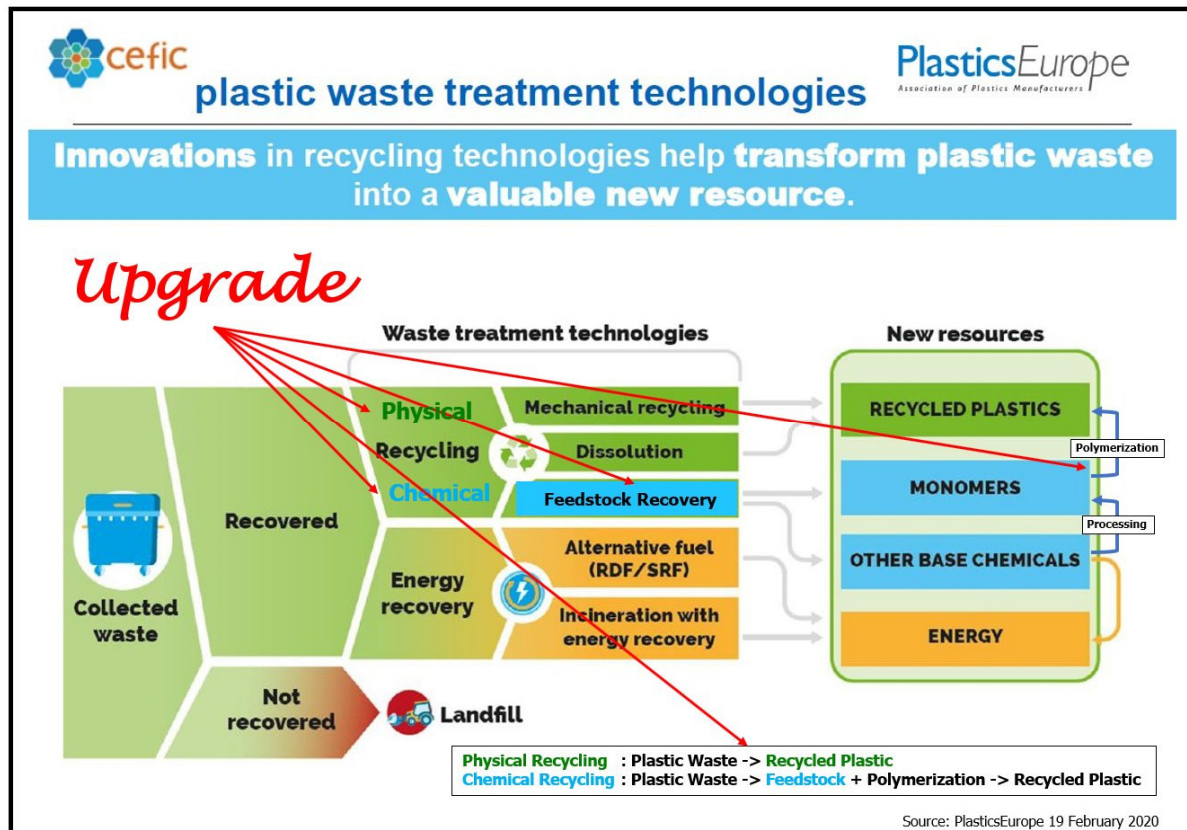 cefic
PlasticsEurope
Association of Plastics Manufacturers
plastic waste treatment technologies
Innovations in recycling technologies help transform plastic waste
into a valuable new resource.
Upgrade
Waste treatment technologies
New resources
Collected
waste
Recovered
Not
recovered
Physical
Recycling
Chemical
Energy
recovery
Mechanical recycling
Dissolution
Feedstock Recovery
Alternative fuel
(RDF/SRF)
Incineration with
energy recovery
Landfill
RECYCLED PLASTICS
MONOMERS
OTHER BASE CHEMICALS
ENERGY
Polymerization
Processing
Physical Recycling : Plastic Waste -> Recycled Plastic
Chemical Recycling : Plastic Waste -> Feedstock + Polymerization -> Recycled Plastic
Source: PlasticsEurope 19 February 2020